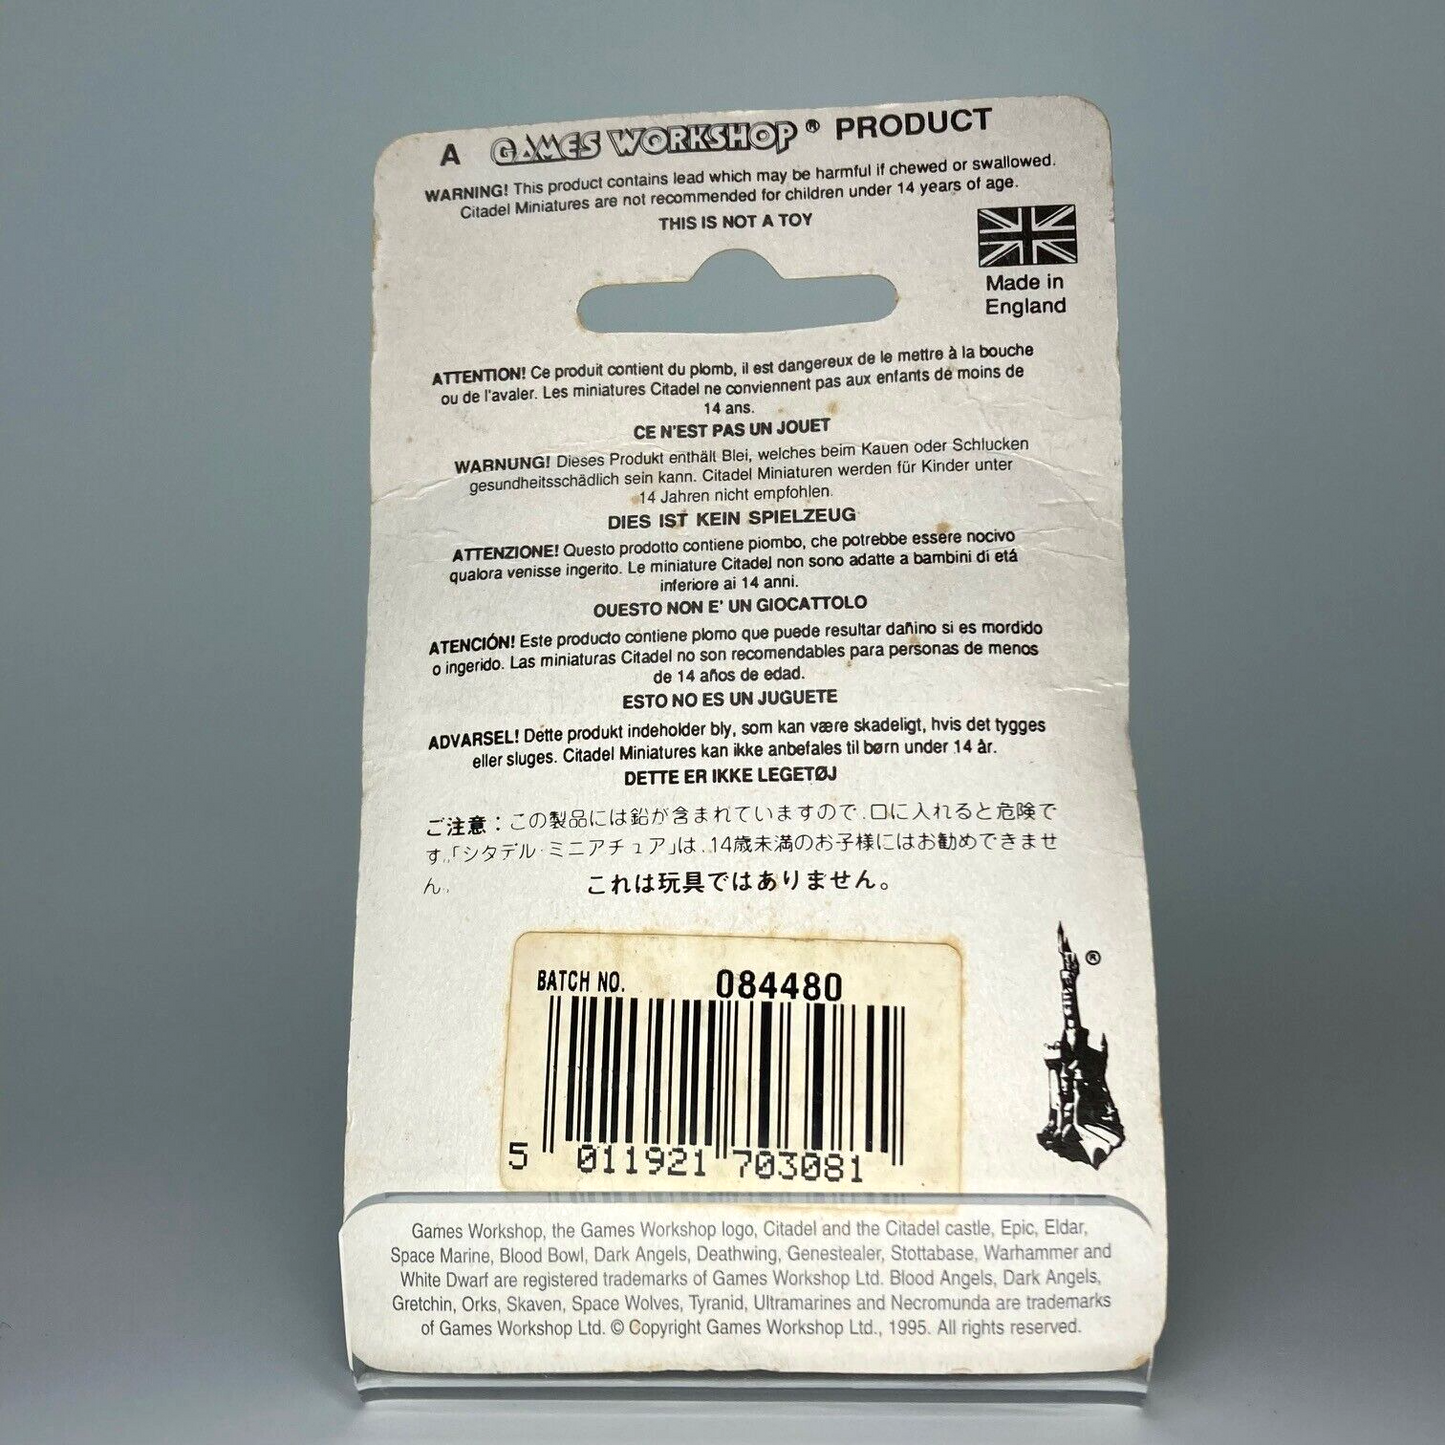 A GAMES WORKSHOP ® PRODUCT
WARNING! This product contains lead which may be harmful if chewed or swallowed.
Citadel Miniatures are not recommended for children under 14 years of age.
THIS IS NOT A TOY
Made in
England
ATTENTION! Ce produit contient du plomb, il est dangereux de le mettre à la bouche
ou de l'avaler. Les miniatures Citadel ne conviennent pas aux enfants de moins de
14 ans.
CE N'EST PAS UN JOUET
WARNUNG! Dieses Produkt enthält Blei, welches beim Kauen oder Schlucken
gesundheitsschädlich sein kann. Citadel Miniaturen werden für Kinder unter
14 Jahren nicht empfohlen.
DIES IST KEIN SPIELZEUG
ATTENZIONE! Questo prodotto contiene piombo, che potrebbe essere nocivo
qualora venisse ingerito. Le miniature Citadel non sono adatte a bambini di etá
inferiore ai 14 anni.
OUESTO NON E' UN GIOCATTOLO
ATENCIÓN! Este producto contiene plomo que puede resultar dañino si es mordido
o ingerido. Las miniaturas Citadel no son recomendables para personas de menos
de 14 años de edad.
ESTO NO ES UN JUGUETE
ADVARSEL! Dette produkt indeholder bly, som kan være skadeligt, hvis det tygges
eller sluges. Citadel Miniatures kan ikke anbefales til børn under 14 år.
DETTE ER IKKE LEGETØJ
ご注意：この製品には鉛が含まれていますので、口に入れると危険で
す。「シタデル・ミニアチュア」は、14歳未満のお子様にはお勧めできませ
ん。 これは玩具ではありません。
®
BATCH NO. 084480
5 011921 703081
Games Workshop, the Games Workshop logo, Citadel and the Citadel castle, Epic, Eldar,
Space Marine, Blood Bowl, Dark Angels, Deathwing, Genestealer, Stottabase, Warhammer and
White Dwarf are registered trademarks of Games Workshop Ltd. Blood Angels, Dark Angels,
Gretchin, Orks, Skaven, Space Wolves, Tyranid, Ultramarines and Necromunda are trademarks
of Games Workshop Ltd. © Copyright Games Workshop Ltd., 1995. All rights reserved.